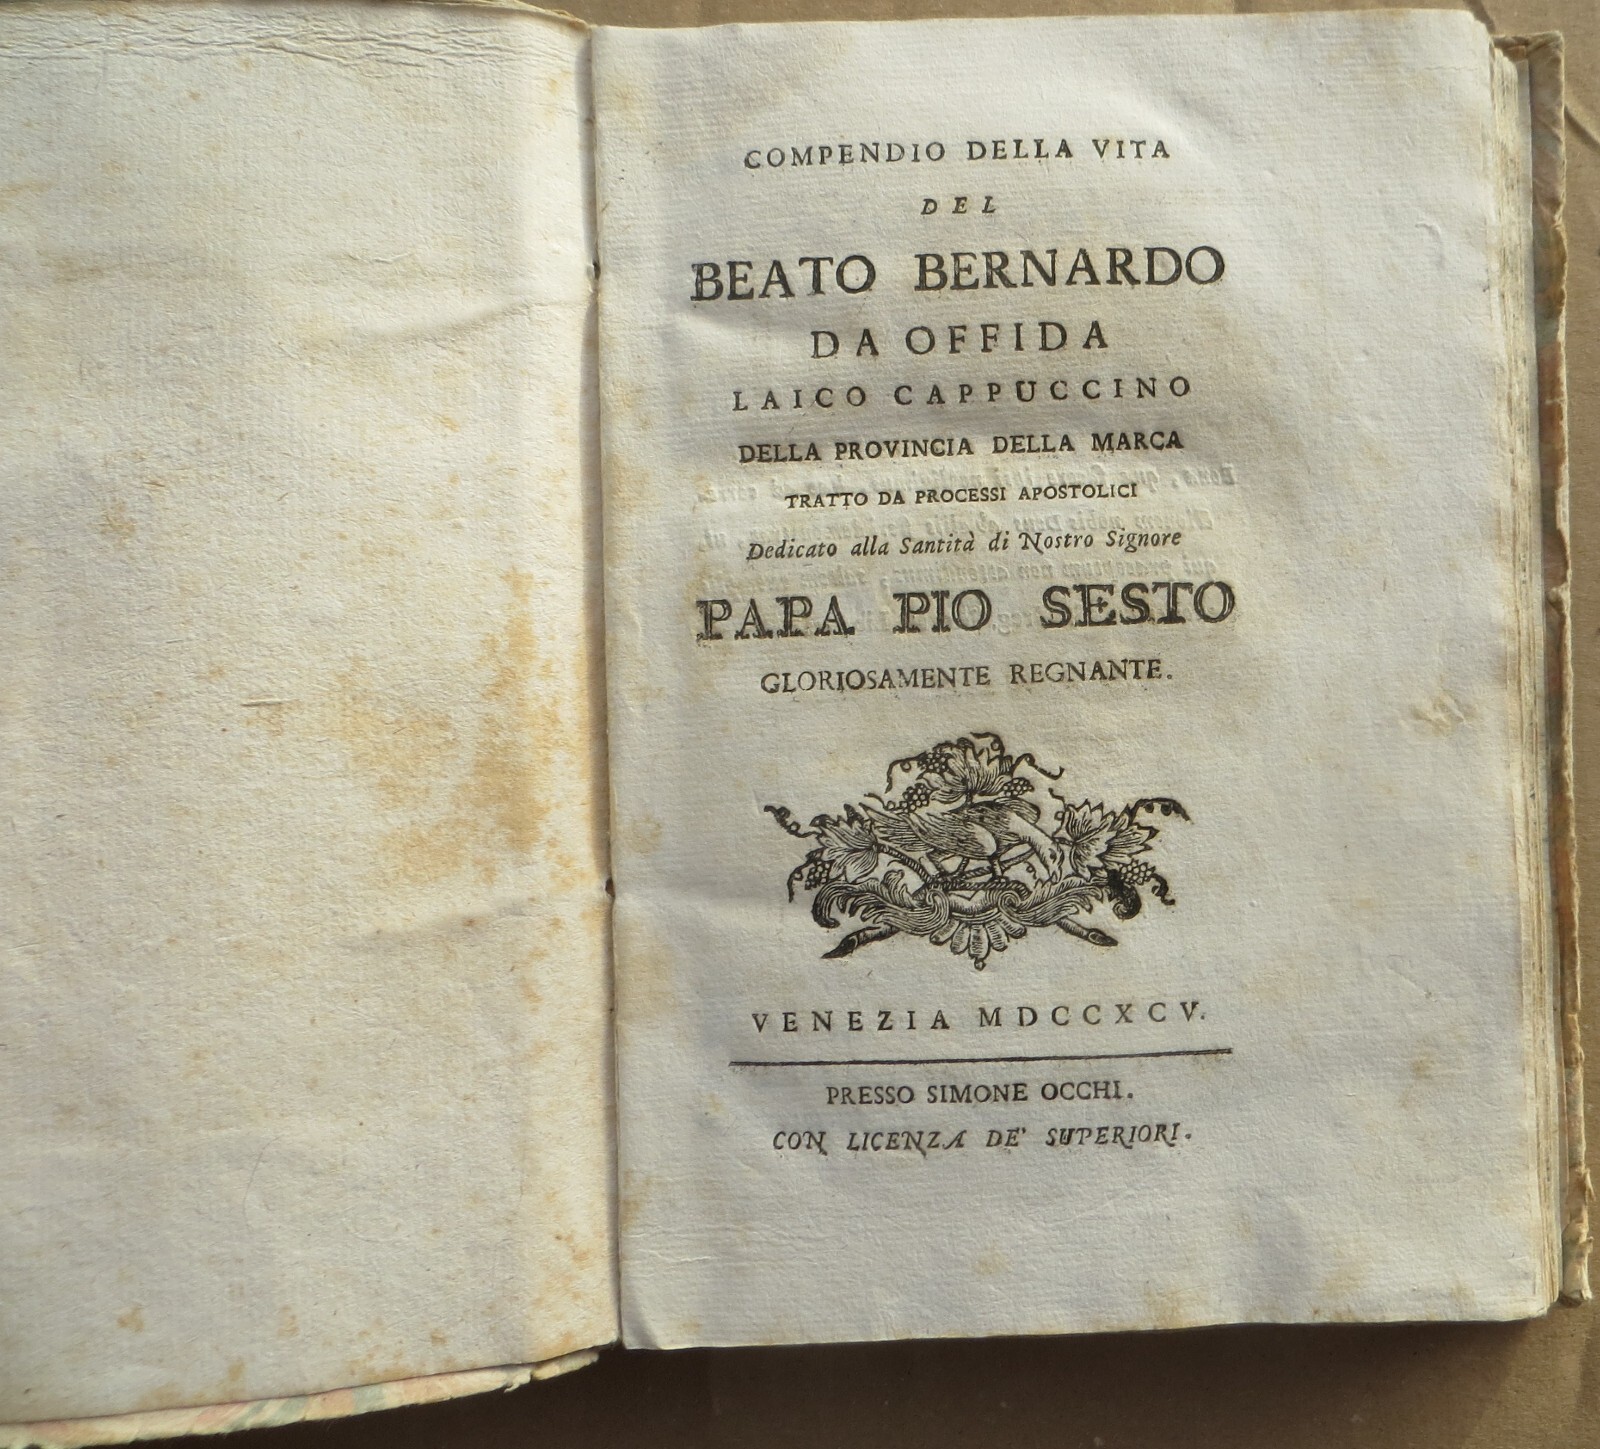 COMPENDIO DELLA VITA
DEL
BEATO BERNARDO
DA OFFIDA
LAICO CAPPUCCINO
DELLA PROVINCIA DELLA MARCA
TRATTO DA PROCESSI APOSTOLICI
Dedicato alla Santità di Nostro Signore
PAPA PIO SESTO
GLORIOSAMENTE REGNANTE.
VENEZIA MDCCXCV.
PRESSO SIMONE OCCHI.
CON LICENZA DE' SUPERIORI.